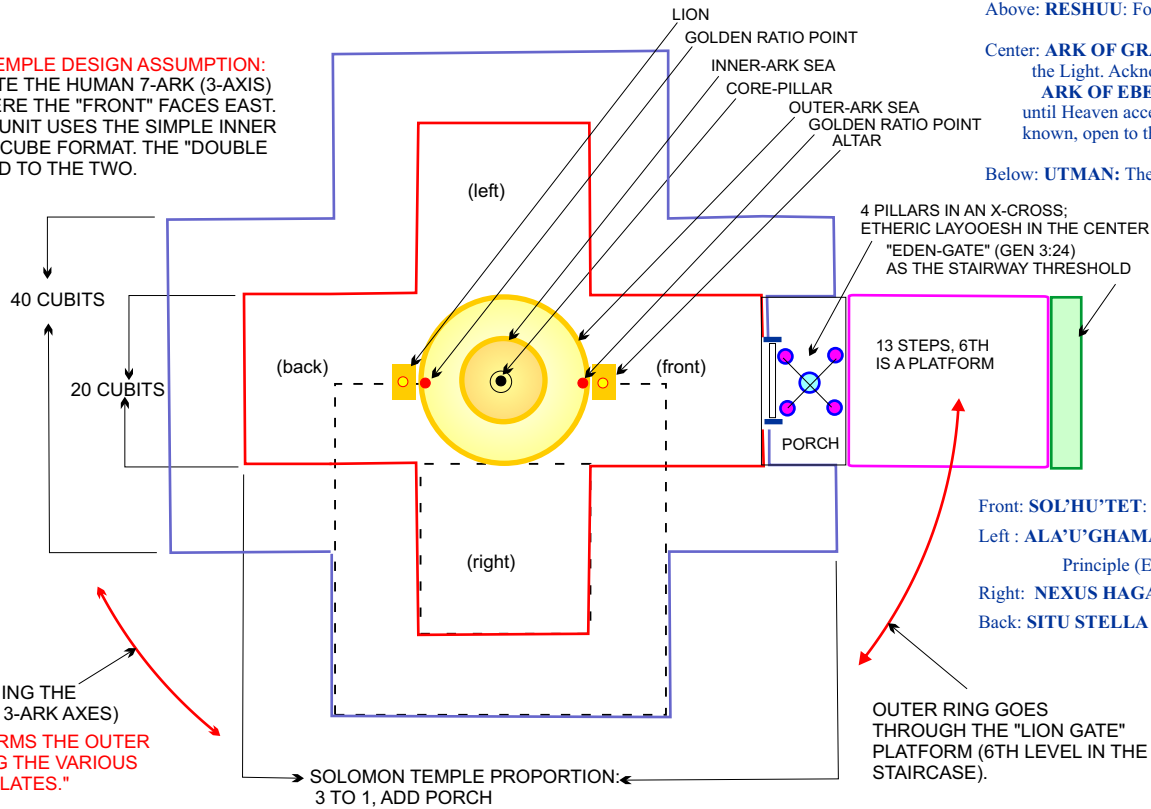 EMPLE DESIGN ASSUMPTION:
TE THE HUMAN 7-ARK (3-AXIS)
ERE THE "FRONT" FACES EAST.
UNIT USES THE SIMPLE INNER
CUBE FORMAT. THE "DOUBLE
D TO THE TWO.
LION
GOLDEN RATIO POINT
INNER-ARK SEA
CORE-PILLAR
OUTER-ARK SEA
GOLDEN RATIO POINT
ALTAR
Above: RESHUU: Fo
Center: ARK OF GRA
the Light. Ackno
ARK OF EBE
until Heaven acce
known, open to th
Below: UTMAN: The
4 PILLARS IN AN X-CROSS;
ETHERIC LAYOOESH IN THE CENTER
"EDEN-GATE" (GEN 3:24)
AS THE STAIRWAY THRESHOLD
(left)
40 CUBITS
20 CUBITS
(back)
(front)
13 STEPS, 6TH
IS A PLATFORM
PORCH
(right)
Front: SOL'HU'TET:
Left : ALA'U'GHAMA
Principle (E
Right: NEXUS HAGA
Back: SITU STELLA
ING THE
3-ARK AXES)
RMS THE OUTER
G THE VARIOUS
LATES."
SOLOMON TEMPLE PROPORTION:
3 TO 1, ADD PORCH
OUTER RING GOES
THROUGH THE "LION GATE"
PLATFORM (6TH LEVEL IN THE
STAIRCASE).